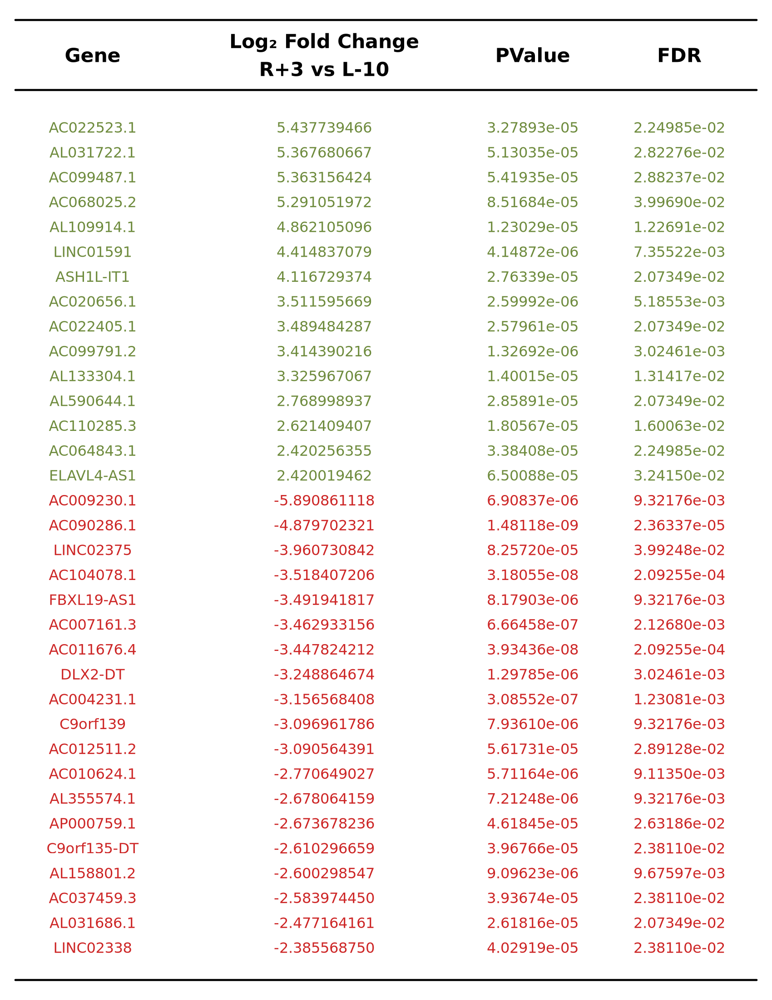 Gene Log₂ Fold Change R+3 vs L-10 PValue FDR
AC022523.1 5.437739466 3.27893e-05 2.24985e-02
AL031722.1 5.367680667 5.13035e-05 2.82276e-02
AC099487.1 5.363156424 5.41935e-05 2.88237e-02
AC068025.2 5.291051972 8.51684e-05 3.99690e-02
AL109914.1 4.862105096 1.23029e-05 1.22691e-02
LINC01591 4.414837079 4.14872e-06 7.35522e-03
ASH1L-IT1 4.116729374 2.76339e-05 2.07349e-02
AC020656.1 3.511595669 2.59992e-06 5.18553e-03
AC022405.1 3.489484287 2.57961e-05 2.07349e-02
AC099791.2 3.414390216 1.32692e-06 3.02461e-03
AL133304.1 3.325967067 1.40015e-05 1.31417e-02
AL590644.1 2.768998937 2.85891e-05 2.07349e-02
AC110285.3 2.621409407 1.80567e-05 1.60063e-02
AC064843.1 2.420256355 3.38408e-05 2.24985e-02
ELAVL4-AS1 2.420019462 6.50088e-05 3.24150e-02
AC009230.1 -5.890861118 6.90837e-06 9.32176e-03
AC090286.1 -4.879702321 1.48118e-09 2.36337e-05
LINC02375 -3.960730842 8.25720e-05 3.99248e-02
AC104078.1 -3.518407206 3.18055e-08 2.09255e-04
FBXL19-AS1 -3.491941817 8.17903e-06 9.32176e-03
AC007161.3 -3.462933156 6.66458e-07 2.12680e-03
AC011676.4 -3.447824212 3.93436e-08 2.09255e-04
DLX2-DT -3.248864674 1.29785e-06 3.02461e-03
AC004231.1 -3.156568408 3.08552e-07 1.23081e-03
C9orf139 -3.096961786 7.93610e-06 9.32176e-03
AC012511.2 -3.090564391 5.61731e-05 2.89128e-02
AC010624.1 -2.770649027 5.71164e-06 9.11350e-03
AL355574.1 -2.678064159 7.21248e-06 9.32176e-03
AP000759.1 -2.673678236 4.61845e-05 2.63186e-02
C9orf135-DT -2.610296659 3.96766e-05 2.38110e-02
AL158801.2 -2.600298547 9.09623e-06 9.67597e-03
AC037459.3 -2.583974450 3.93674e-05 2.38110e-02
AL031686.1 -2.477164161 2.61816e-05 2.07349e-02
LINC02338 -2.385568750 4.02919e-05 2.38110e-02